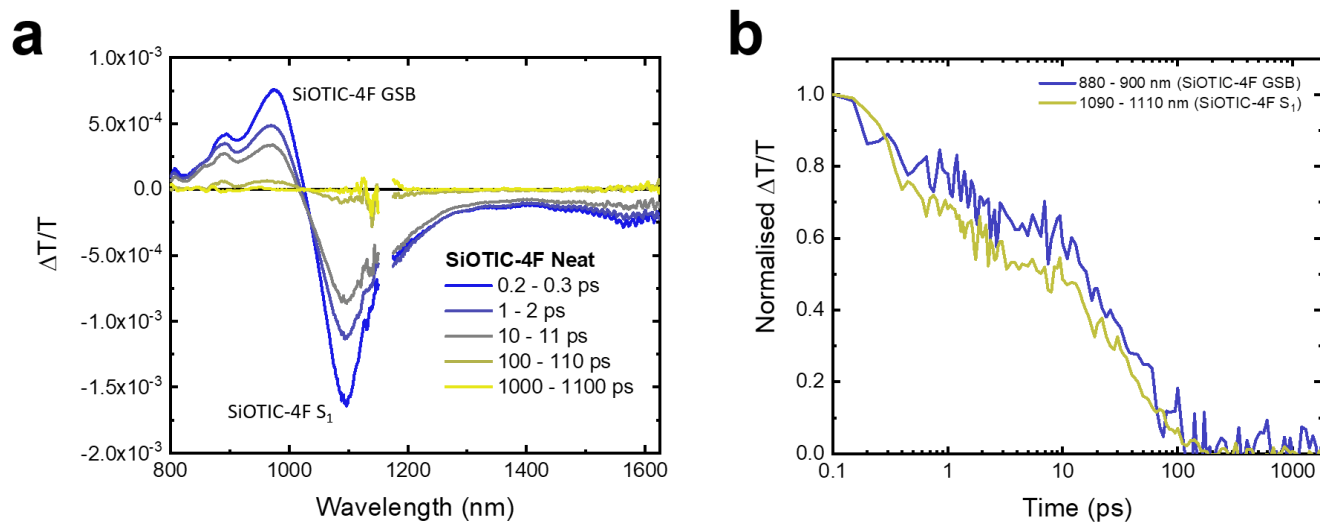 a
1.0x10⁻³
5.0x10⁻⁴
0.0
-5.0x10⁻⁴
-1.0x10⁻³
-1.5x10⁻³
-2.0x10⁻³
ΔT/T
SiOTIC-4F GSB
SiOTIC-4F S₁
SiOTIC-4F Neat
0.2 - 0.3 ps
1 - 2 ps
10 - 11 ps
100 - 110 ps
1000 - 1100 ps
800 1000 1200 1400 1600
Wavelength (nm)
b
880 - 900 nm (SiOTIC-4F GSB)
1090 - 1110 nm (SiOTIC-4F S₁)
1.0
0.8
0.6
0.4
0.2
0.0
Normalised ΔT/T
0.1 1 10 100 1000
Time (ps)